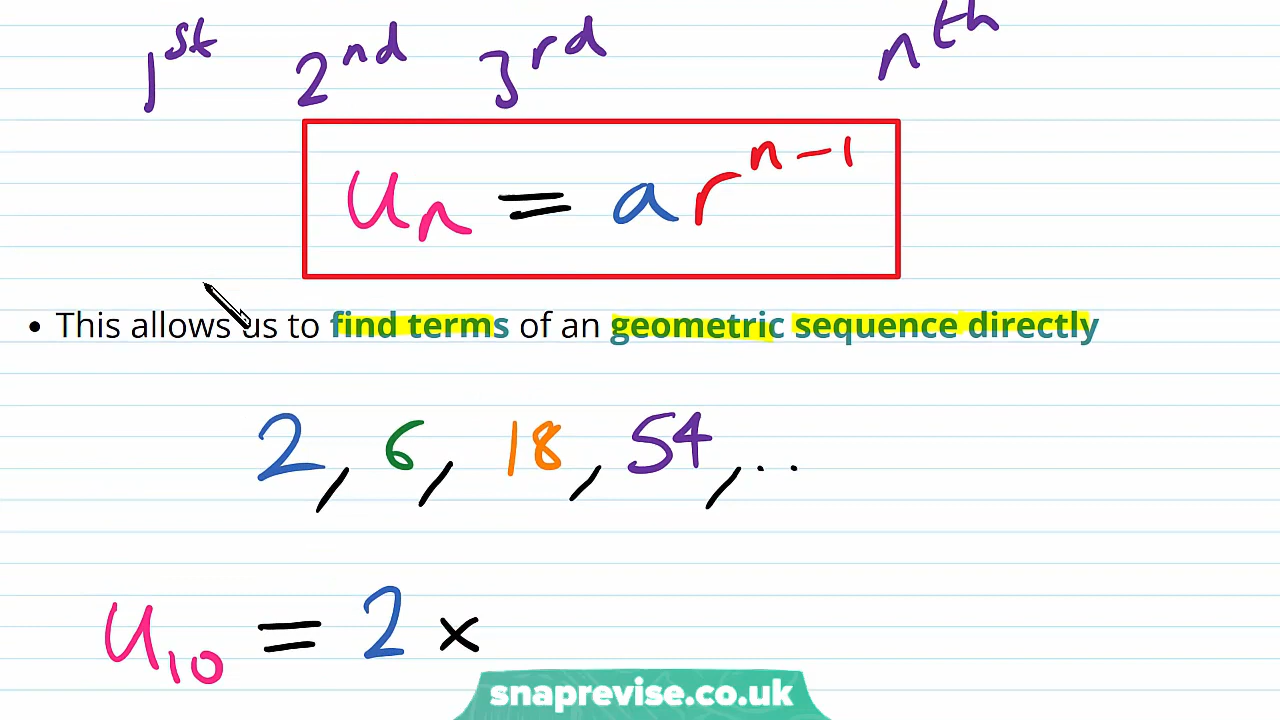 1st 2nd 3rd nth
uₙ = arⁿ⁻¹
• This allows us to find terms of an geometric sequence directly
2, 6, 18, 54, ..
u₁₀ = 2 ×
snaprevise.co.uk